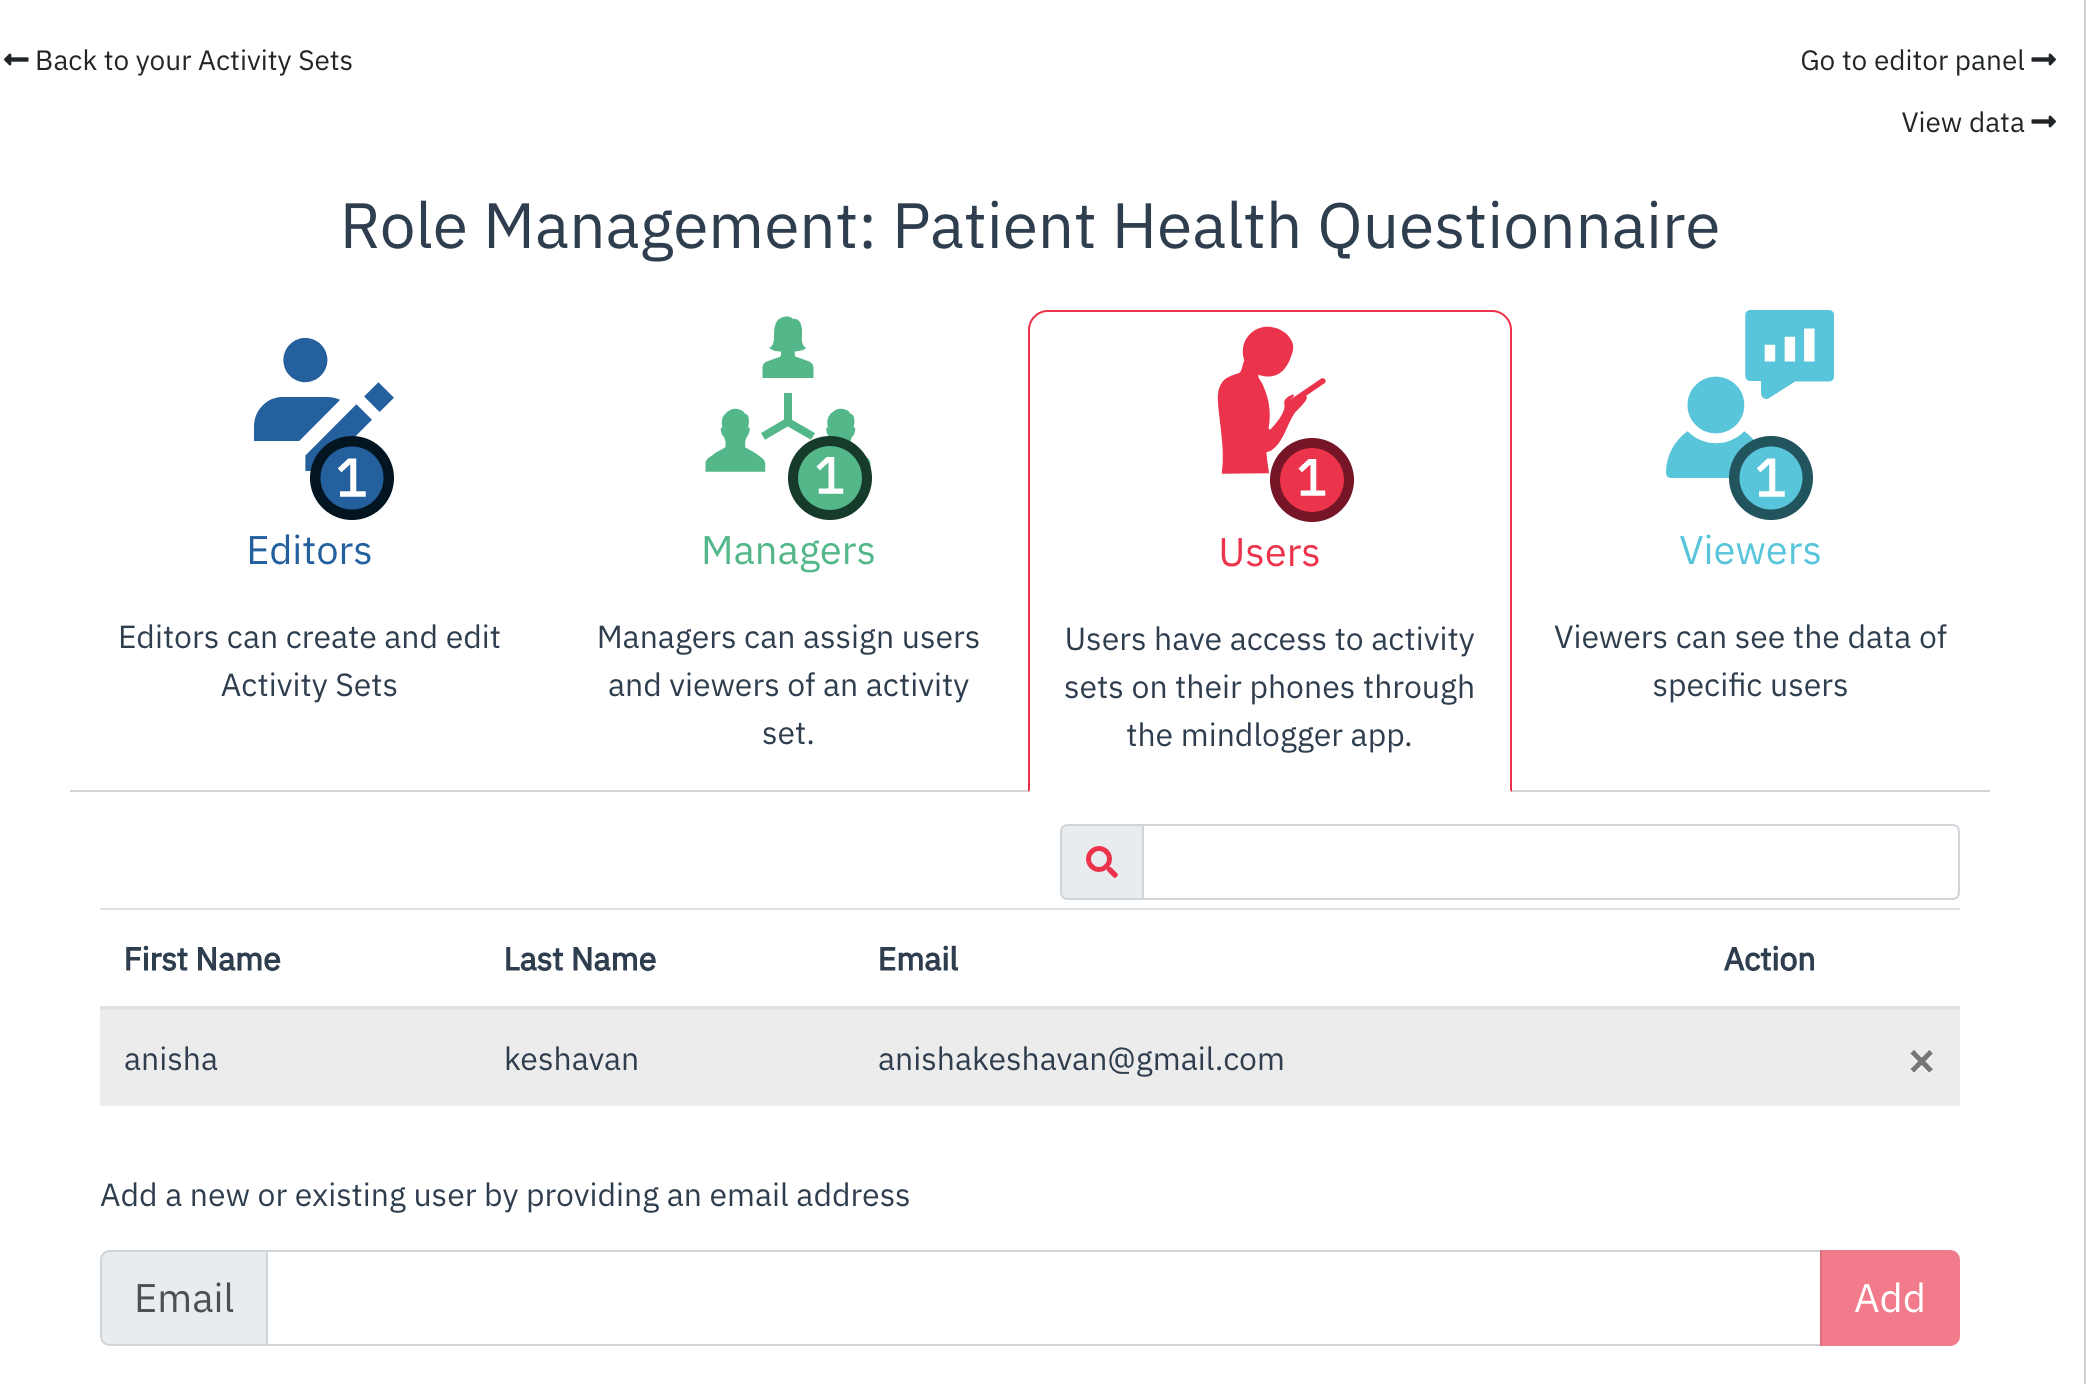 Back to your Activity Sets
Go to editor panel
View data
Role Management: Patient Health Questionnaire
1
Editors
Editors can create and edit
Activity Sets
1
Managers
Managers can assign users
and viewers of an activity
set.
1
Users
Users have access to activity
sets on their phones through
the mindlogger app.
1
Viewers
Viewers can see the data of
specific users
First Name Last Name Email Action
anisha keshavan anishakeshavan@gmail.com
Add a new or existing user by providing an email address
Email Add